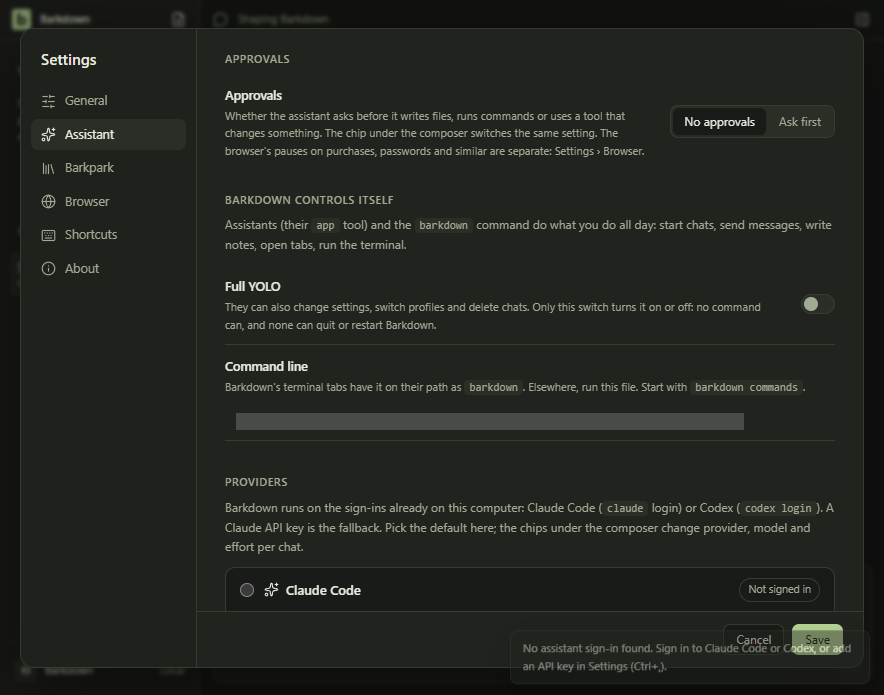 Barkdown
Shaping Barkdown
Settings
General
Assistant
Barkpark
Browser
Shortcuts
About
APPROVALS
Approvals
Whether the assistant asks before it writes files, runs commands or uses a tool that
changes something. The chip under the composer switches the same setting. The
browser's pauses on purchases, passwords and similar are separate: Settings › Browser.
No approvals
Ask first
BARKDOWN CONTROLS ITSELF
Assistants (their app tool) and the barkdown command do what you do all day: start chats, send messages, write
notes, open tabs, run the terminal.
Full YOLO
They can also change settings, switch profiles and delete chats. Only this switch turns it on or off: no command
can, and none can quit or restart Barkdown.
Command line
Barkdown's terminal tabs have it on their path as barkdown. Elsewhere, run this file. Start with barkdown commands.
PROVIDERS
Barkdown runs on the sign-ins already on this computer: Claude Code (claude login) or Codex (codex login). A
Claude API key is the fallback. Pick the default here; the chips under the composer change provider, model and
effort per chat.
Claude Code
Not signed in
Cancel
Save
No assistant sign-in found. Sign in to Claude Code or Codex, or add
an API key in Settings (Ctrl+,).
Barkdown